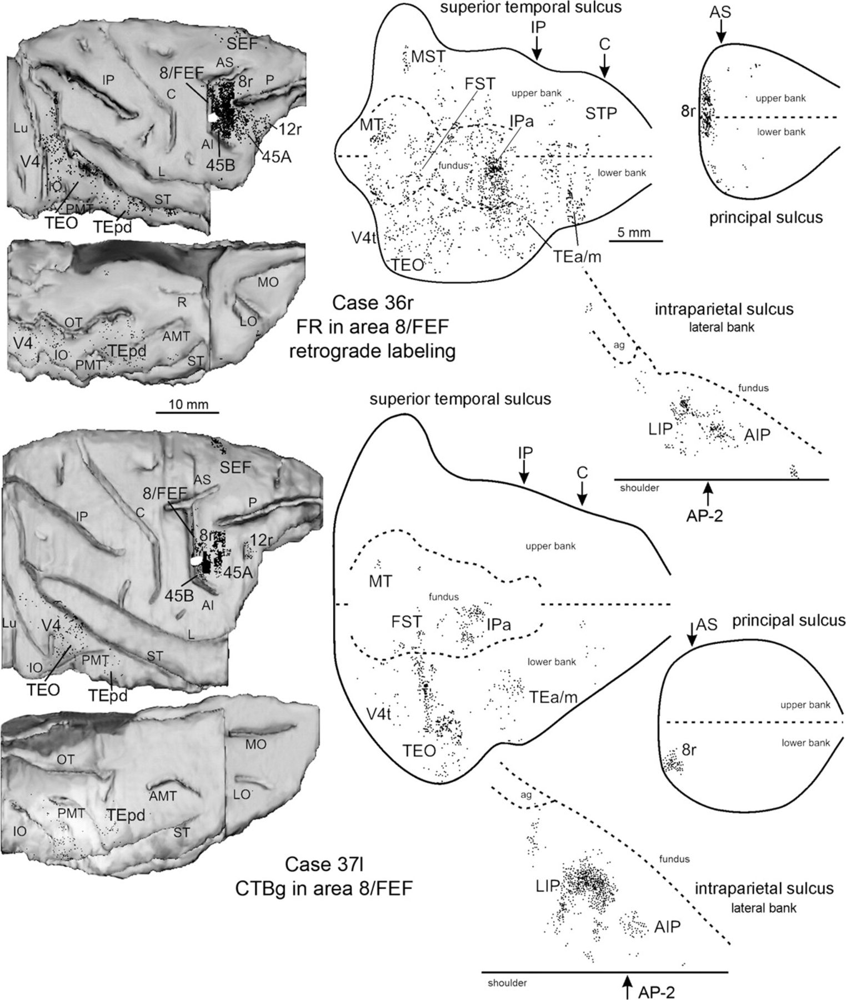 SEF
AS
8/FEF
8r
P
IP
C
Lu
12r
AI
45A
45B
V4
L
IO
ST
PMT
TEO
TEpd
MO
R
LO
OT
AMT
V4
IO
TEpd
PMT
ST
10 mm
superior temporal sulcus
IP
C
MST
FST
upper bank
STP
MT
IPa
fundus
lower bank
V4t
5 mm
TEO
TEa/m
AS
upper bank
8r
lower bank
principal sulcus
Case 36r
FR in area 8/FEF
retrograde labeling
intraparietal sulcus
lateral bank
ag
fundus
LIP
AIP
shoulder
AP-2
SEF
AS
8/FEF
P
C
IP
8r
12r
45A
45B
AI
Lu
V4
L
ST
PMT
IO
TEO
TEpd
MO
OT
AMT
LO
PMT
TEpd
IO
ST
Case 37l
CTBg in area 8/FEF
superior temporal sulcus
IP
C
upper bank
MT
fundus
FST
IPa
lower bank
TEa/m
V4t
TEO
AS
principal sulcus
upper bank
lower bank
8r
ag
fundus
LIP
intraparietal sulcus
lateral bank
AIP
shoulder
AP-2